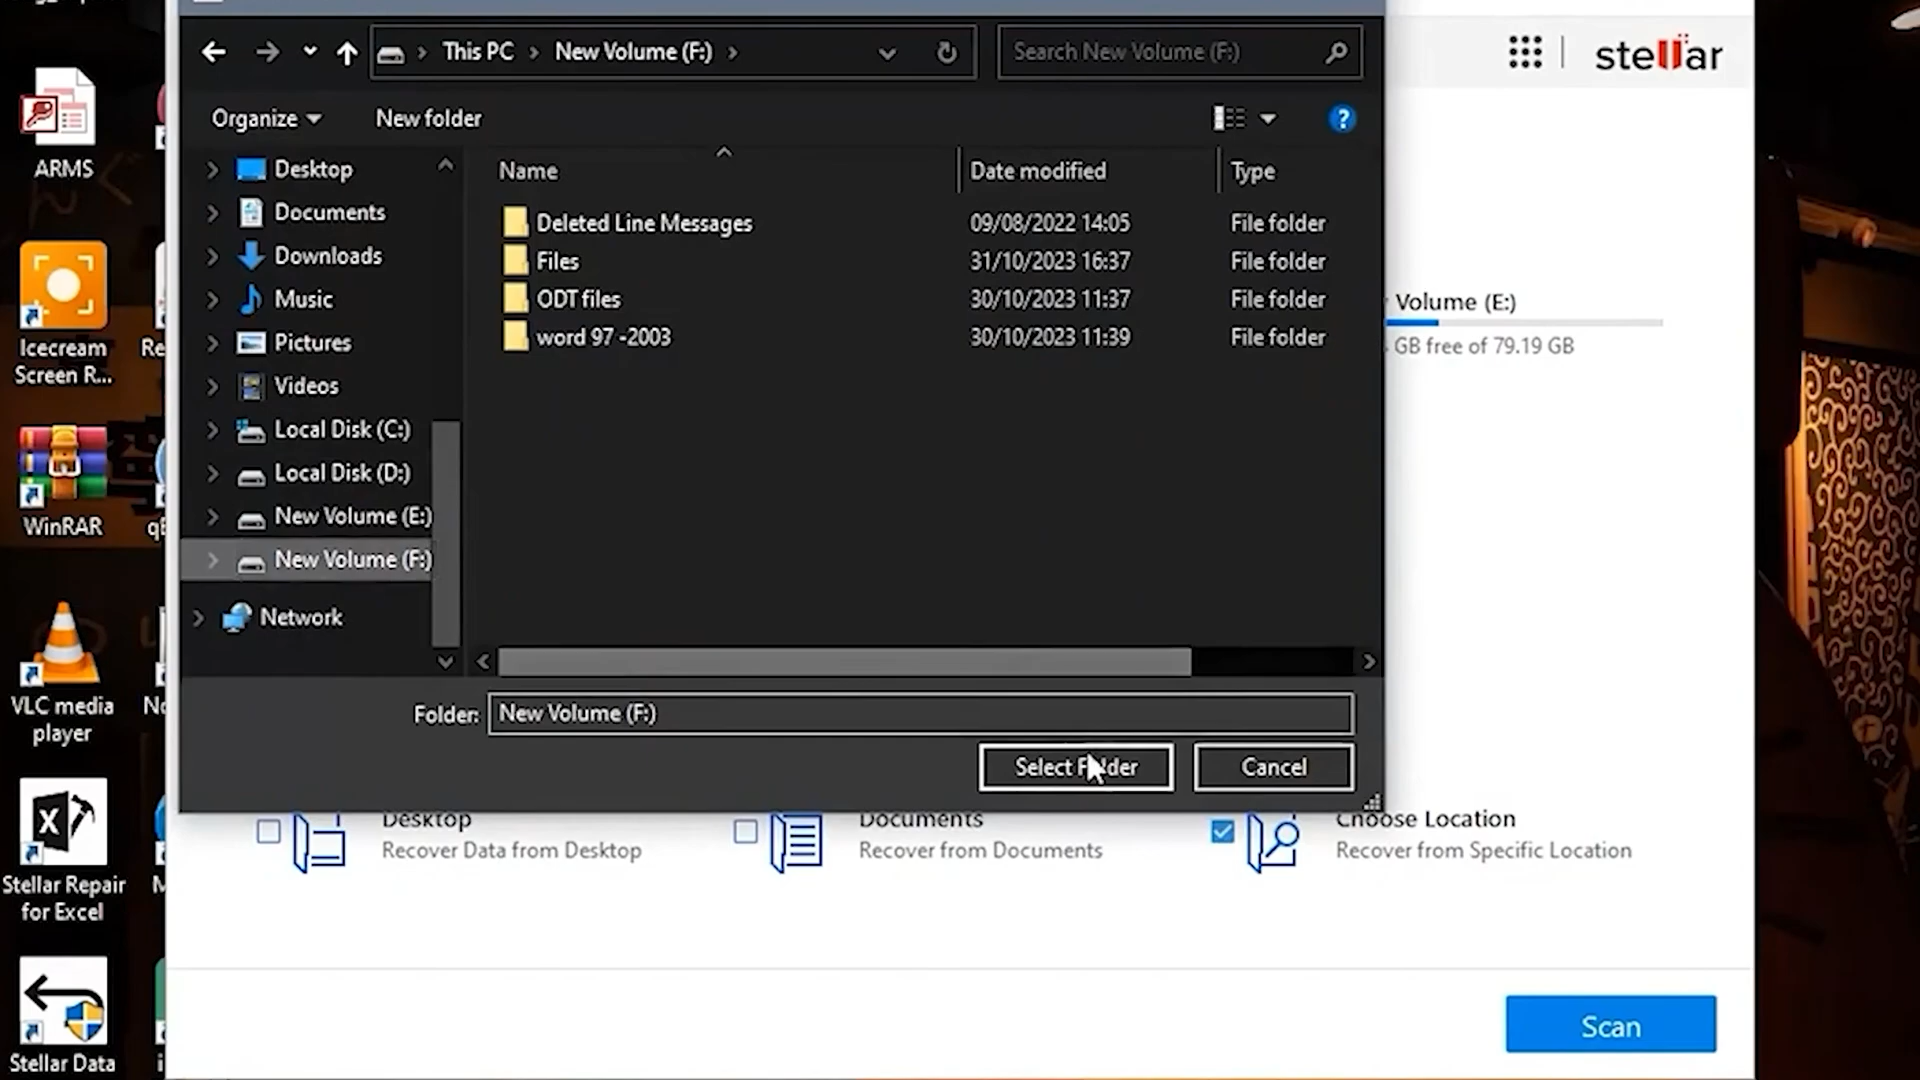 This PC > New Volume (F:) >
Search New Volume (F:)
stellar
Organize
New folder
?
ARMS
Name
Date modified
Type
Desktop
Documents
Downloads
Music
Pictures
Videos
Local Disk (C:)
Local Disk (D:)
New Volume (E:)
New Volume (F:)
Network
Deleted Line Messages 09/08/2022 14:05 File folder
Files 31/10/2023 16:37 File folder
ODT files 30/10/2023 11:37 File folder
word 97 -2003 30/10/2023 11:39 File folder
Volume (E:)
GB free of 79.19 GB
Icecream
Screen R...
WinRAR
VLC media
player
Stellar Repair
for Excel
Stellar Data
Folder: New Volume (F:)
Select Folder
Cancel
Desktop
Recover Data from Desktop
Documents
Recover from Documents
Choose Location
Recover from Specific Location
Scan